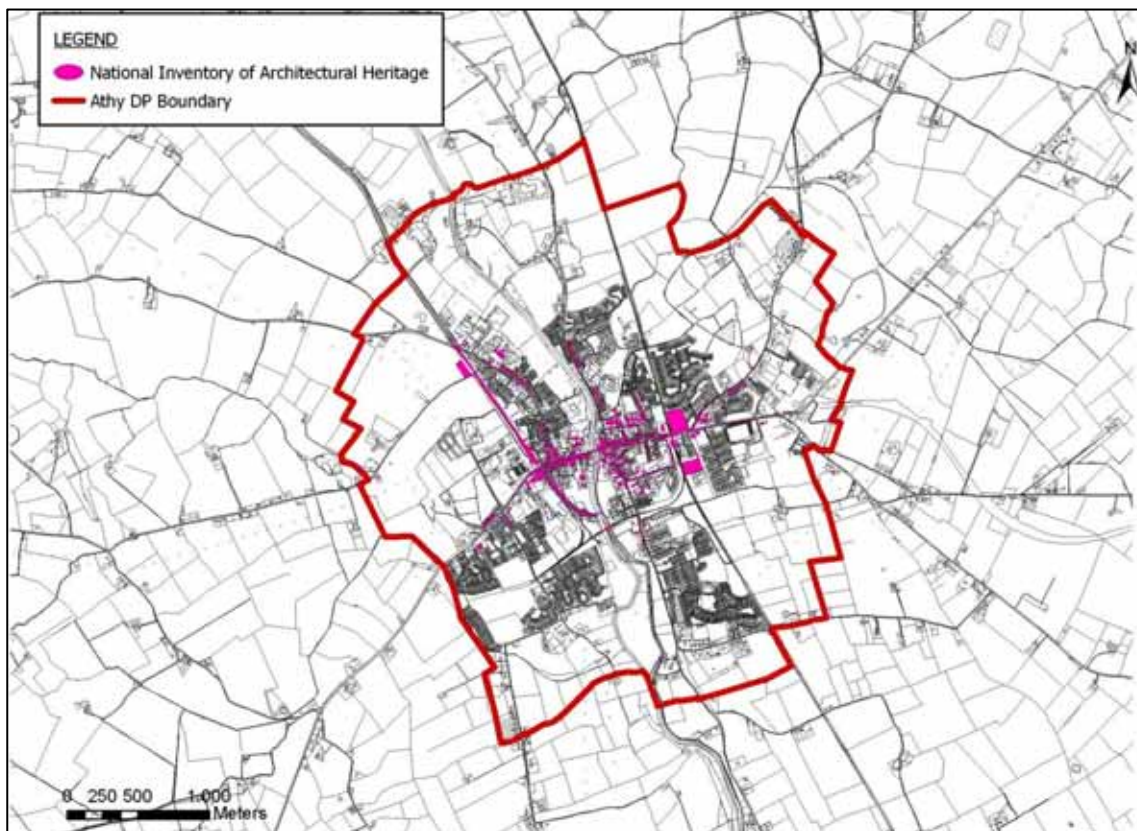 LEGEND
National Inventory of Architectural Heritage
Athy DP Boundary
N
0 250 500 1,000
Meters